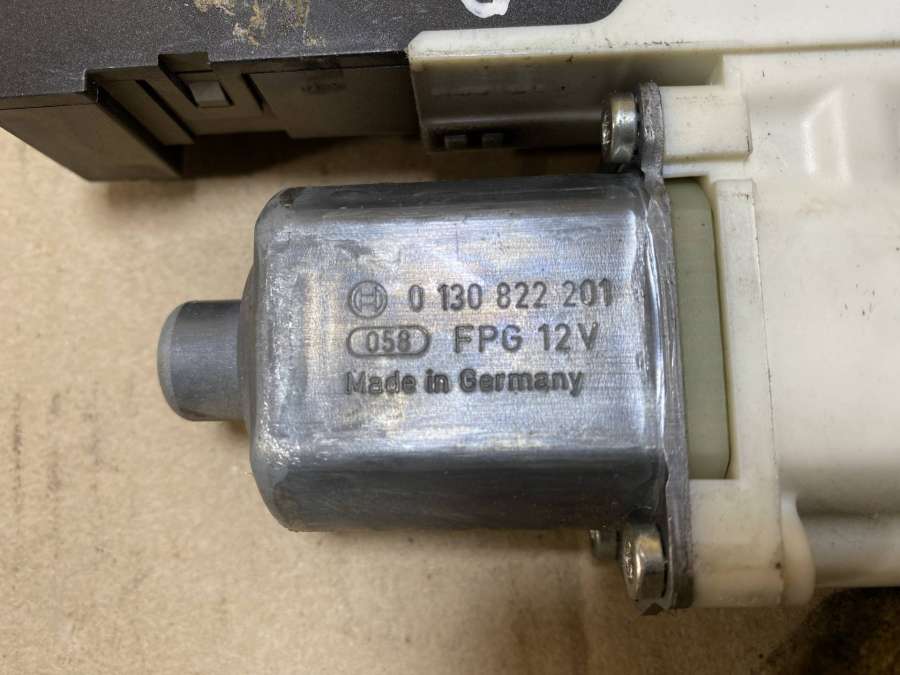 0 130 822 201
058 FPG 12V
Made in Germany